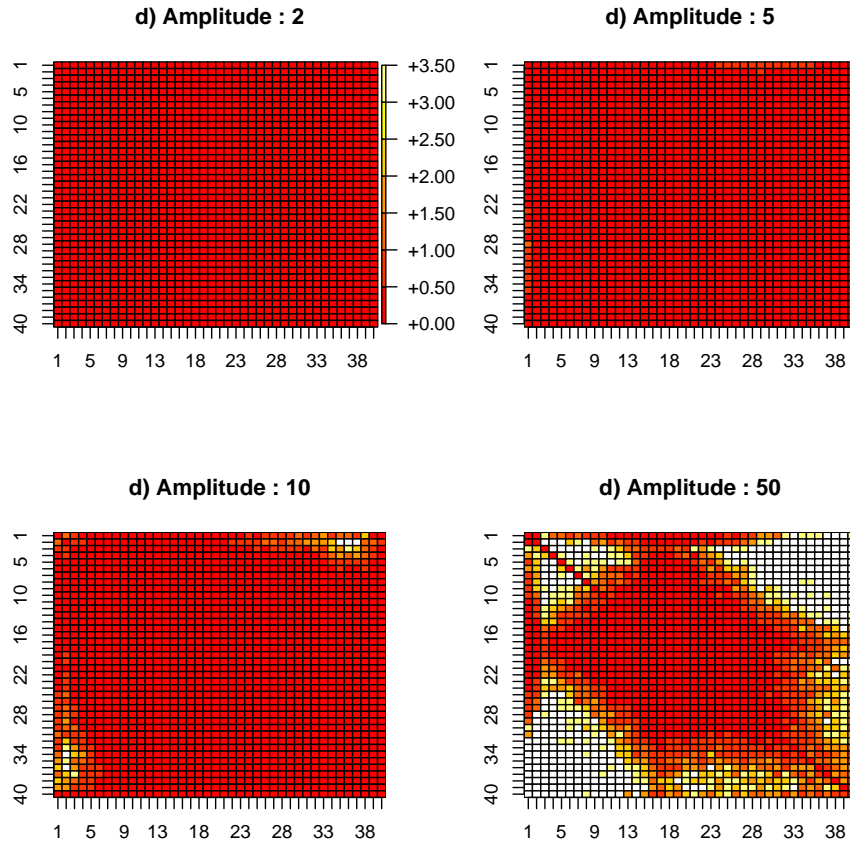 d) Amplitude : 2
1 5 10 16 22 28 34 40
1 5 9 13 18 23 28 33 38
+3.50
+3.00
+2.50
+2.00
+1.50
+1.00
+0.50
+0.00
d) Amplitude : 5
1 5 10 16 22 28 34 40
1 5 9 13 18 23 28 33 38
d) Amplitude : 10
1 5 10 16 22 28 34 40
1 5 9 13 18 23 28 33 38
d) Amplitude : 50
1 5 10 16 22 28 34 40
1 5 9 13 18 23 28 33 38